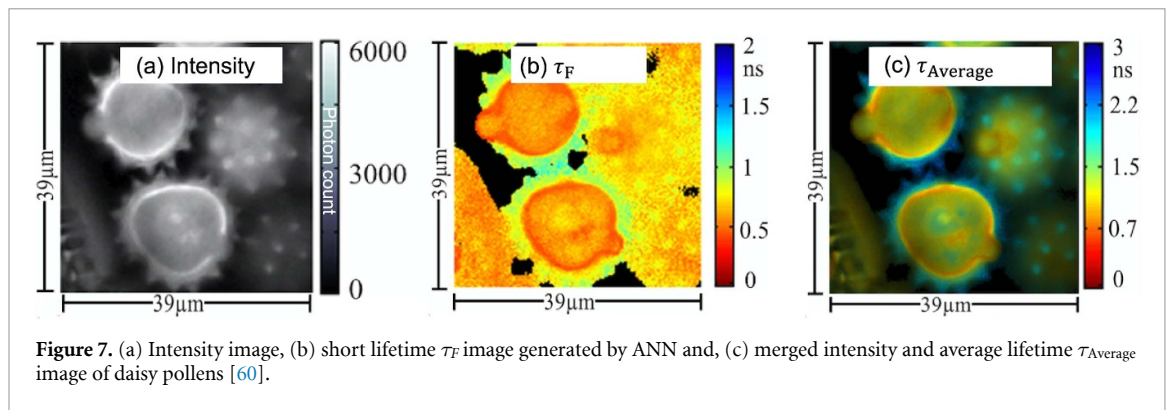 (a) Intensity
39μm
39μm
6000
3000
0
Photon count
(b) τF
39μm
39μm
2
ns
1.5
1
0.5
0
(c) τAverage
39μm
39μm
3
ns
2.2
1.5
0.7
0
Figure 7. (a) Intensity image, (b) short lifetime τF image generated by ANN and, (c) merged intensity and average lifetime τAverage
image of daisy pollens [60].